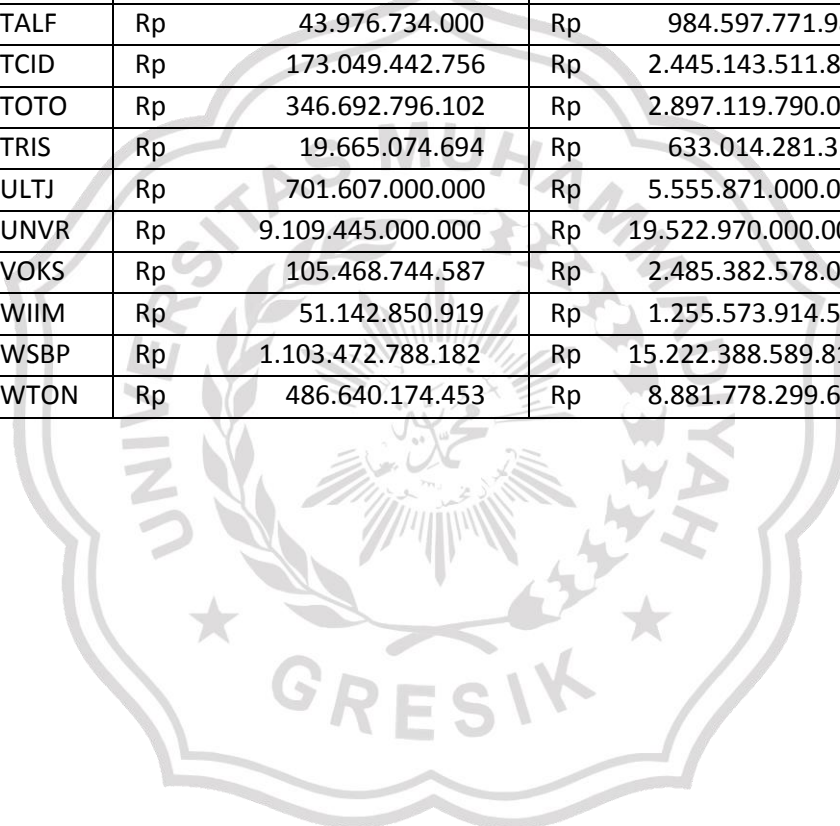 TALF Rp 43.976.734.000 Rp 984.597.771.9
TCID Rp 173.049.442.756 Rp 2.445.143.511.8
TOTO Rp 346.692.796.102 Rp 2.897.119.790.0
TRIS Rp 19.665.074.694 Rp 633.014.281.3
ULTJ Rp 701.607.000.000 Rp 5.555.871.000.0
UNVR Rp 9.109.445.000.000 Rp 19.522.970.000.00
VOKS Rp 105.468.744.587 Rp 2.485.382.578.0
WIIM Rp 51.142.850.919 Rp 1.255.573.914.5
WSBP Rp 1.103.472.788.182 Rp 15.222.388.589.81
WTON Rp 486.640.174.453 Rp 8.881.778.299.6
UNIVERSITAS MUHAMMADIYAH
GRESIK